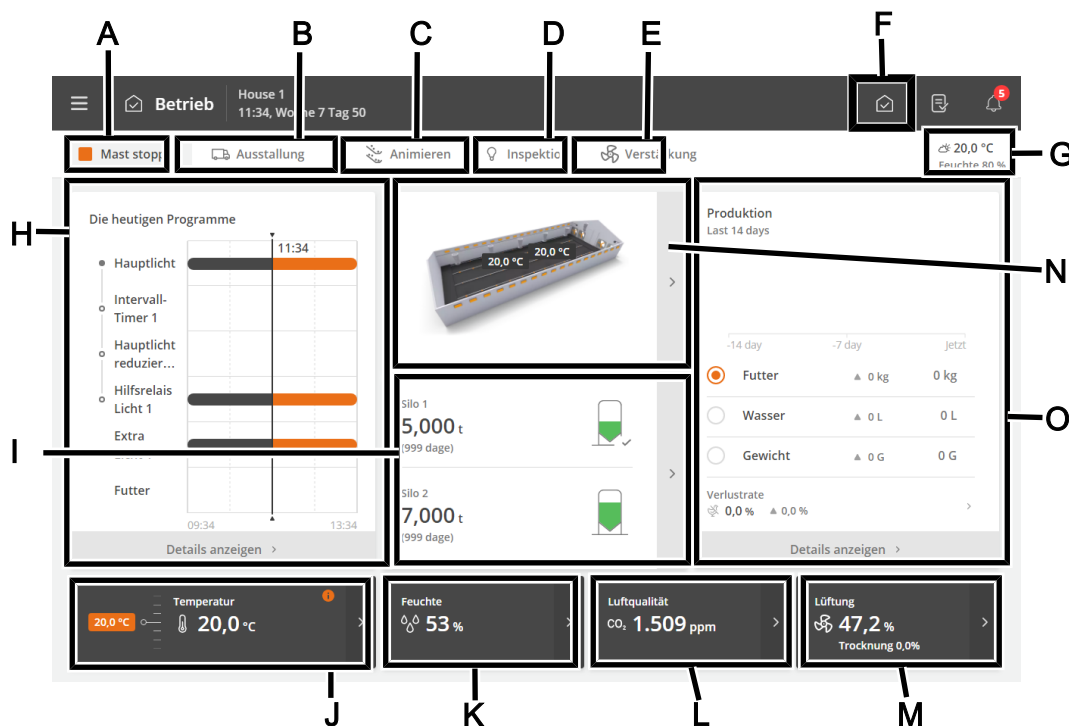 A
B
C
D
E
F
Betrieb
House 1
11:34, Woche 7 Tag 50
5
Mast stopp
Ausstallung
Animieren
Inspektio
Verstärkung
20,0 °C
Feuchte 80 %
G
H
Die heutigen Programme
11:34
Hauptlicht
Intervall-
Timer 1
Hauptlicht
reduzier...
Hilfsrelais
Licht 1
Extra
Licht 1
Futter
09:34
13:34
Details anzeigen
20,0 °C
20,0 °C
N
I
Silo 1
5,000 t
(999 dage)
Silo 2
7,000 t
(999 dage)
Produktion
Last 14 days
-14 day
-7 day
Jetzt
Futter ▲ 0 kg 0 kg
Wasser ▲ 0 L 0 L
Gewicht ▲ 0 G 0 G
O
Verlustrate
0,0 % ▲ 0,0 %
Details anzeigen
20,0 °C
Temperatur
20,0 °C
Feuchte
53 %
Luftqualität
CO₂ 1.509 ppm
Lüftung
47,2 %
Trocknung 0,0%
J
K
L
M